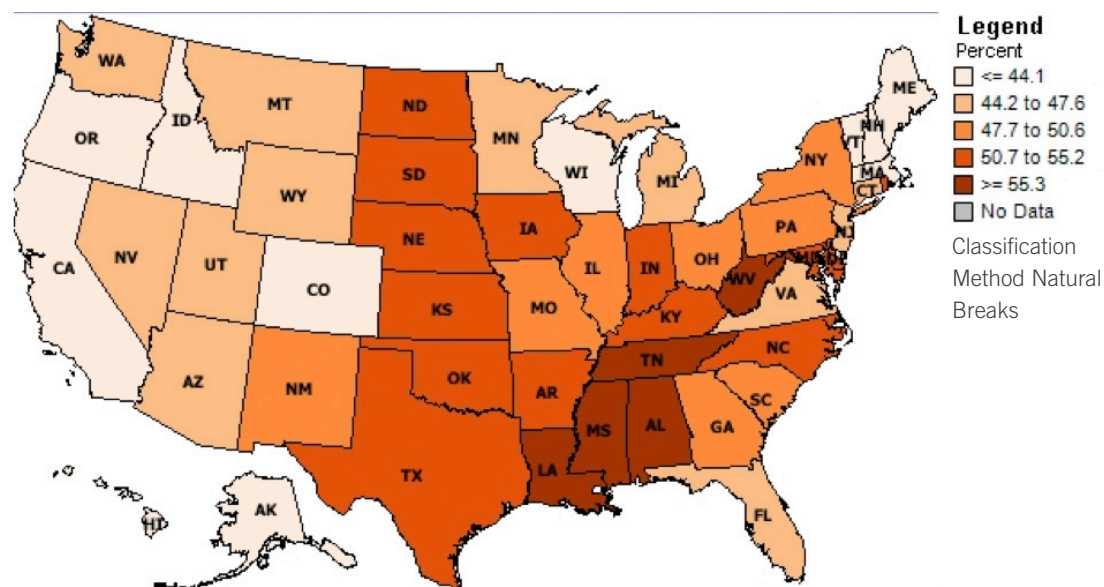 WA
MT
ND
MN
ME
OR
ID
SD
WI
MI
NY
VT
NH
MA
CT
WY
NE
IA
PA
NJ
CA
NV
UT
CO
KS
MO
IL
IN
OH
WV
VA
MD
KY
TN
NC
AZ
NM
OK
AR
SC
MS
AL
GA
LA
TX
FL
HI
AK
Legend
Percent
<= 44.1
44.2 to 47.6
47.7 to 50.6
50.7 to 55.2
>= 55.3
No Data
Classification
Method Natural
Breaks